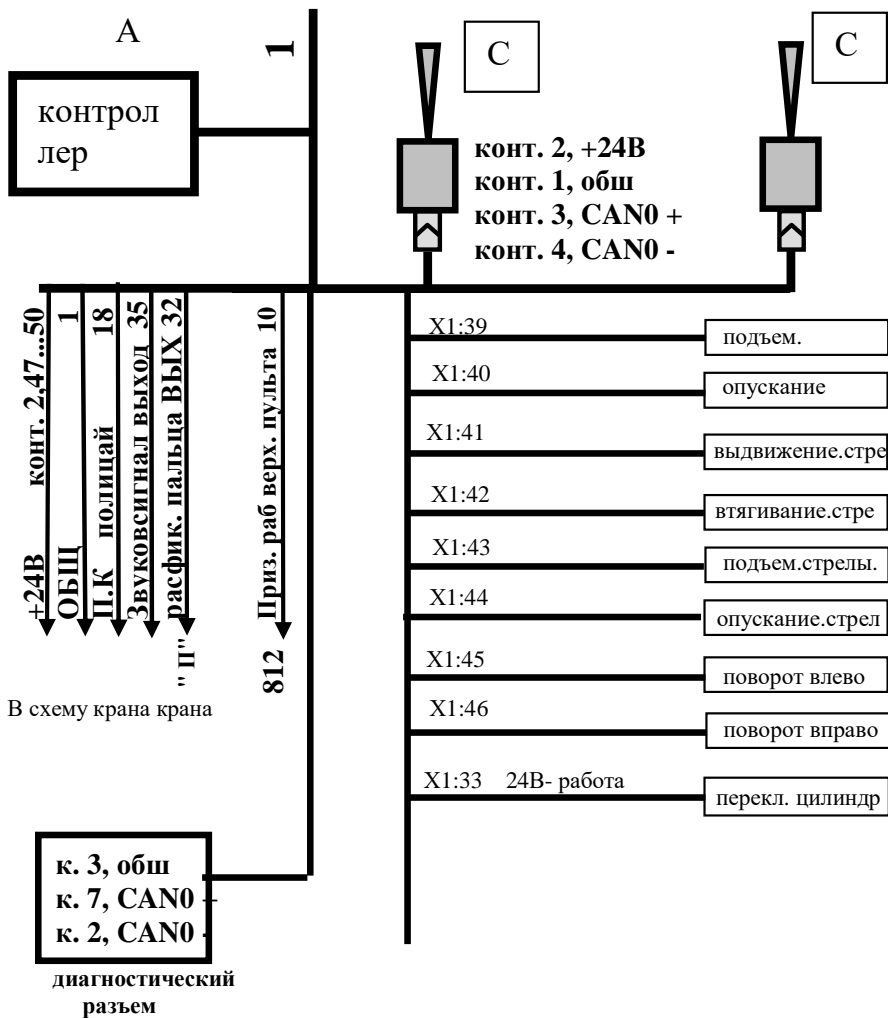 А
1
С
С
контрол
лер
конт. 2, +24В
конт. 1, обш
конт. 3, CAN0 +
конт. 4, CAN0 -
+24В конт. 2,47...50
ОБЩ 1
П.К полицай 18
Звуковсигнал выход 35
расфик. пальца ВЫХ 32
" П"
Приз. раб верх. пульта 10
812
В схему крана крана
X1:39
подъем.
X1:40
опускание
X1:41
выдвижение.стре
X1:42
втягивание.стре
X1:43
подъем.стрелы.
X1:44
опускание.стрел
X1:45
поворот влево
X1:46
поворот вправо
X1:33 24В- работа
перекл. цилиндр
к. 3, обш
к. 7, CAN0 +
к. 2, CAN0 -
диагностический
разъем